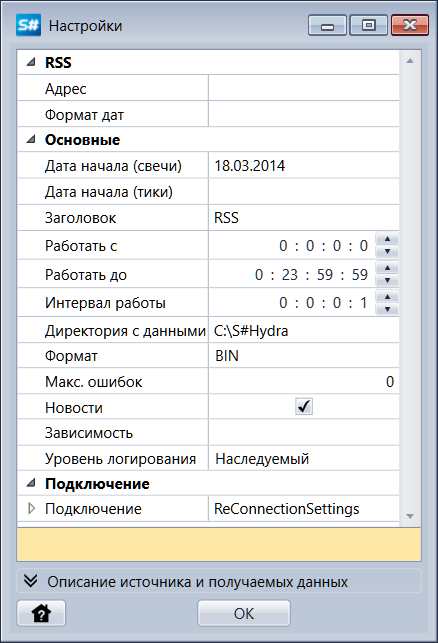 S# Настройки
RSS
Адрес
Формат дат
Основные
Дата начала (свечи) 18.03.2014
Дата начала (тики)
Заголовок RSS
Работать с 0 : 0 : 0 : 0
Работать до 0 : 23 : 59 : 59
Интервал работы 0 : 0 : 0 : 1
Директория с данными C:\S#Hydra
Формат BIN
Макс. ошибок 0
Новости
Зависимость
Уровень логирования Наследуемый
Подключение
Подключение ReConnectionSettings
Описание источника и получаемых данных
OK